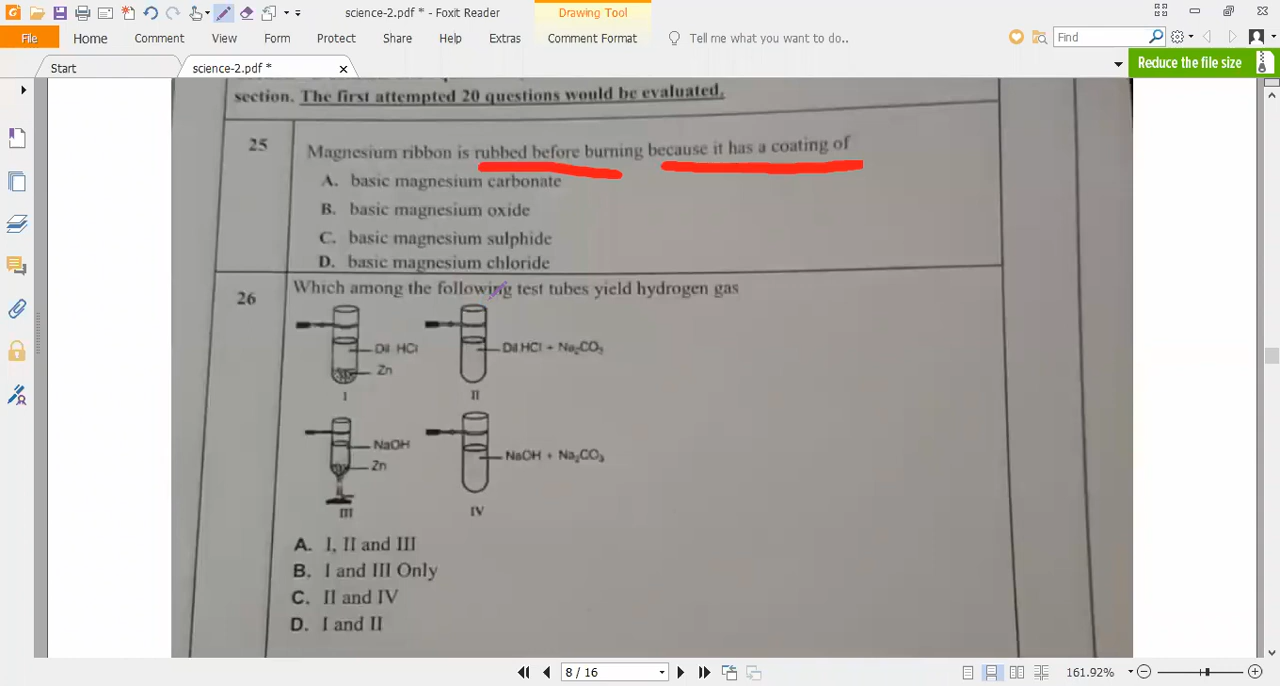 science-2.pdf * - Foxit Reader
Drawing Tool
File
Home
Comment
View
Form
Protect
Share
Help
Extras
Comment Format
Tell me what you want to do..
Find
Start
science-2.pdf *
Reduce the file size
section. The first attempted 20 questions would be evaluated.
25
Magnesium ribbon is rubbed before burning because it has a coating of
A. basic magnesium carbonate
B. basic magnesium oxide
C. basic magnesium sulphide
D. basic magnesium chloride
26
Which among the following test tubes yield hydrogen gas
Dil HCl
Zn
I
Dil HCl + Na₂CO₃
II
NaOH
Zn
III
NaOH + Na₂CO₃
IV
A. I, II and III
B. I and III Only
C. II and IV
D. I and II
8 / 16
161.92%